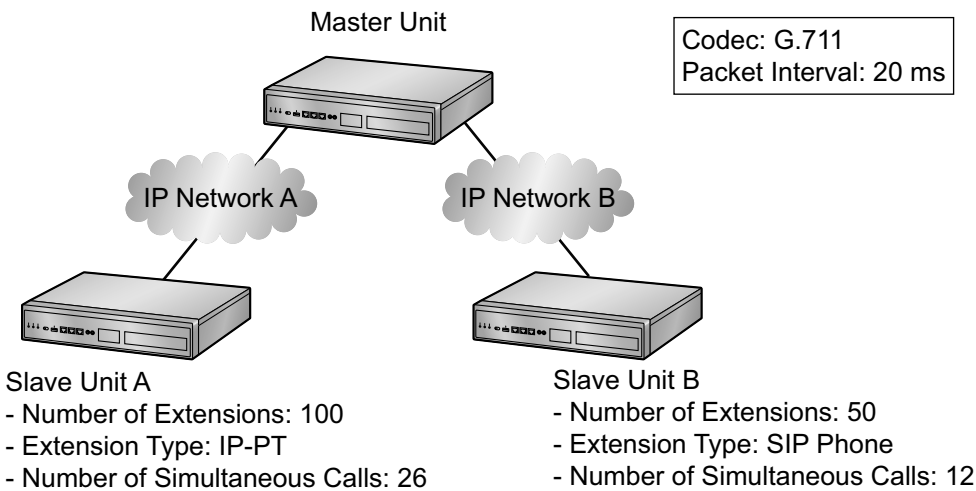 Master Unit
Codec: G.711
Packet Interval: 20 ms
IP Network A
IP Network B
Slave Unit A
- Number of Extensions: 100
- Extension Type: IP-PT
- Number of Simultaneous Calls: 26
Slave Unit B
- Number of Extensions: 50
- Extension Type: SIP Phone
- Number of Simultaneous Calls: 12